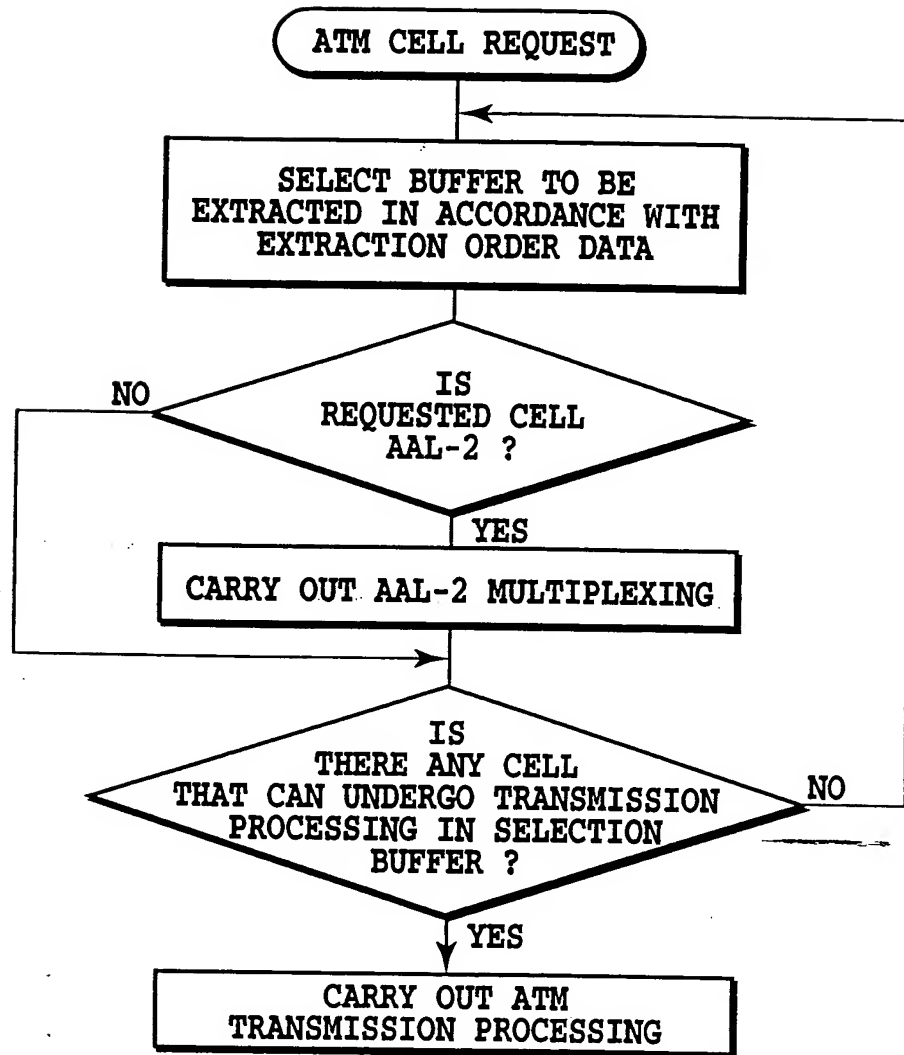 ATM CELL REQUEST
SELECT BUFFER TO BE
EXTRACTED IN ACCORDANCE WITH
EXTRACTION ORDER DATA
NO
IS
REQUESTED CELL
AAL-2 ?
YES
CARRY OUT AAL-2 MULTIPLEXING
IS
THERE ANY CELL
THAT CAN UNDERGO TRANSMISSION
PROCESSING IN SELECTION
BUFFER ?
NO
YES
CARRY OUT ATM
TRANSMISSION PROCESSING